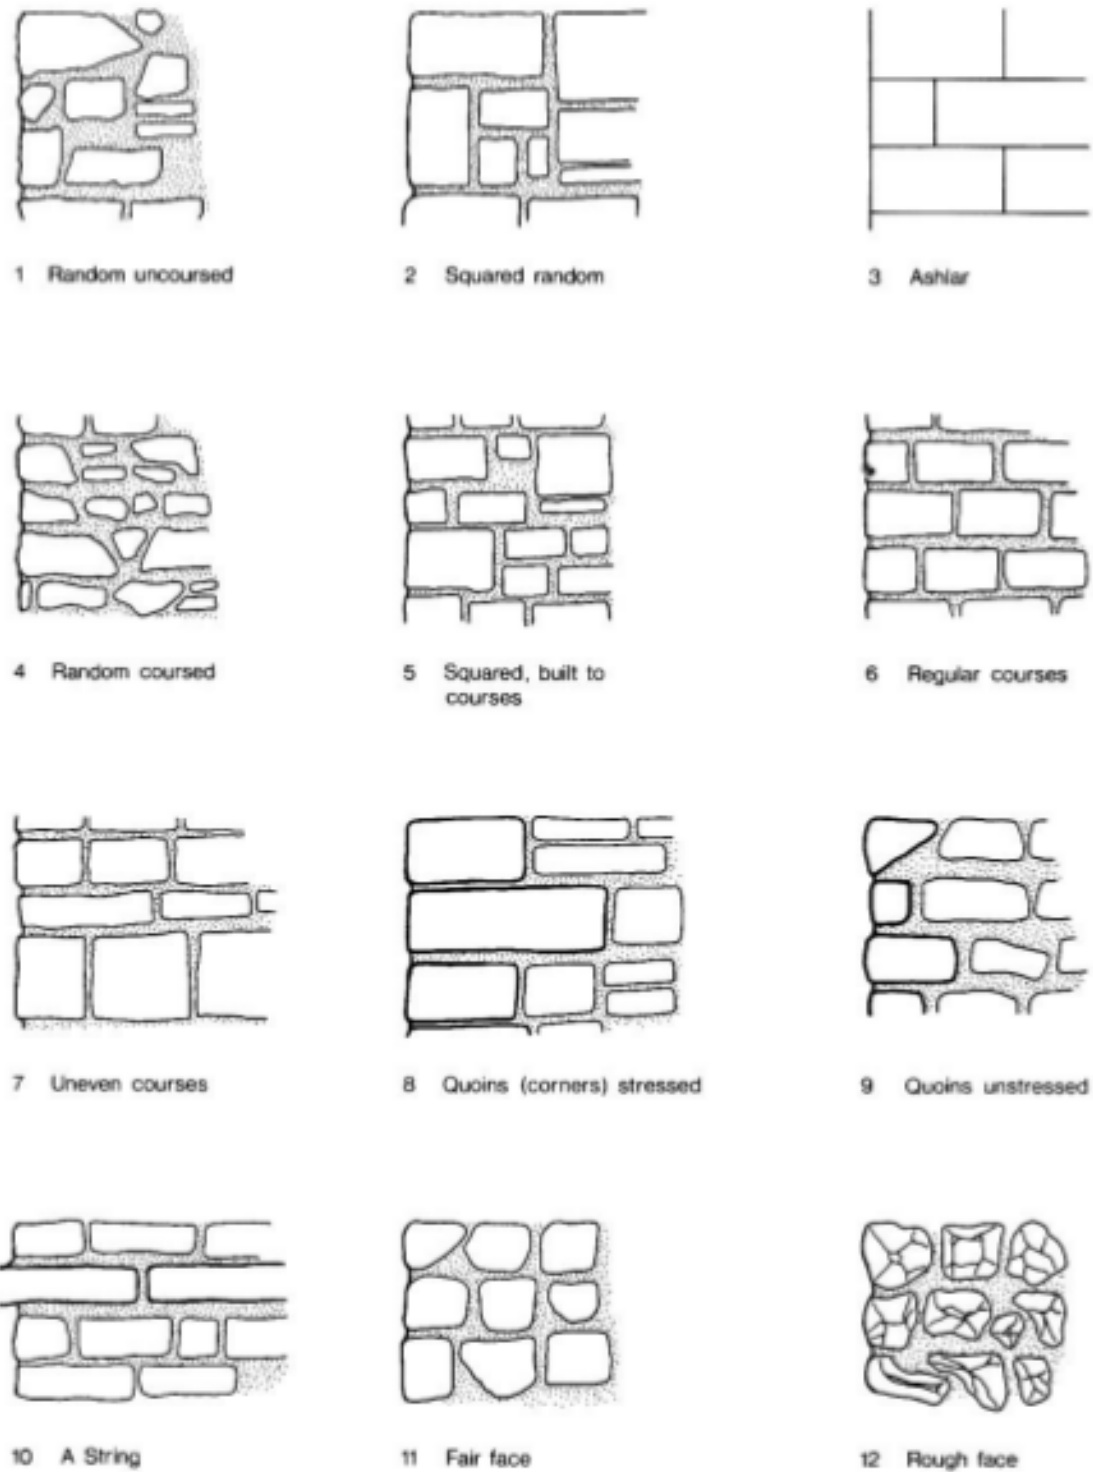 1 Random uncoursed
2 Squared random
3 Ashlar
4 Random coursed
5 Squared, built to
courses
6 Regular courses
7 Uneven courses
8 Quoins (corners) stressed
9 Quoins unstressed
10 A String
11 Fair face
12 Rough face